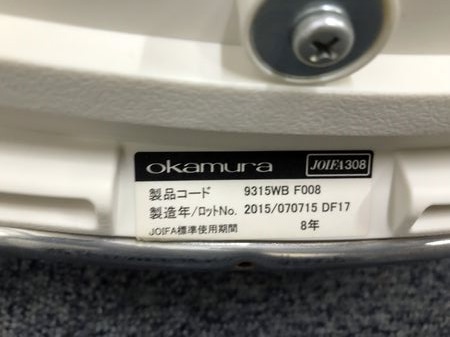 okamura JOIFA308
製品コード 9315WB F008
製造年/ロットNo. 2015/070715 DF17
JOIFA標準使用期間 8年